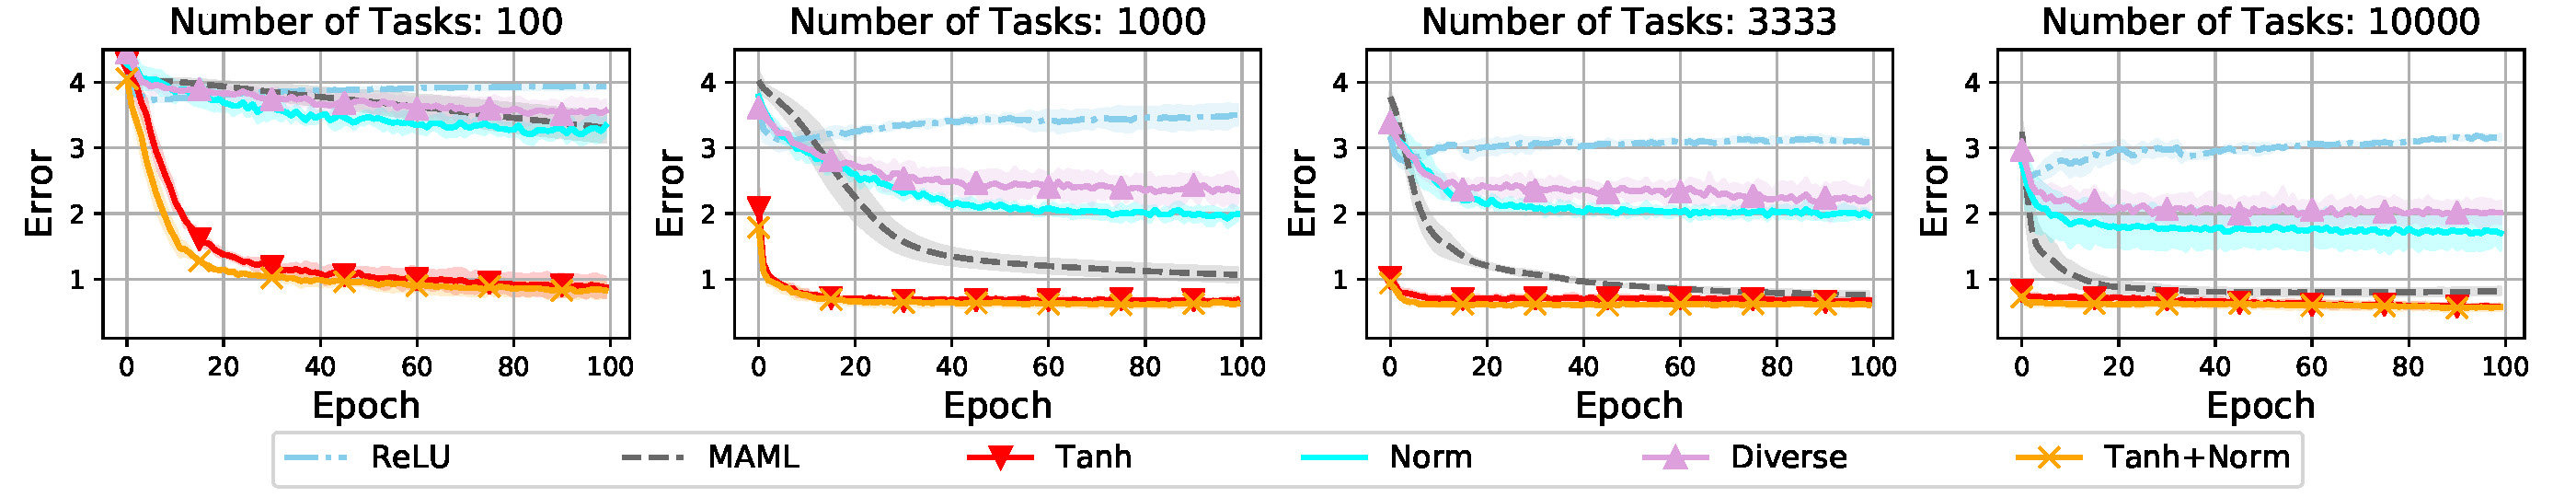 Number of Tasks: 100
Error
4
3
2
1
0 20 40 60 80 100
Epoch
Number of Tasks: 1000
Error
4
3
2
1
0 20 40 60 80 100
Epoch
Number of Tasks: 3333
Error
4
3
2
1
0 20 40 60 80 100
Epoch
Number of Tasks: 10000
Error
4
3
2
1
0 20 40 60 80 100
Epoch
ReLU MAML Tanh Norm Diverse Tanh+Norm